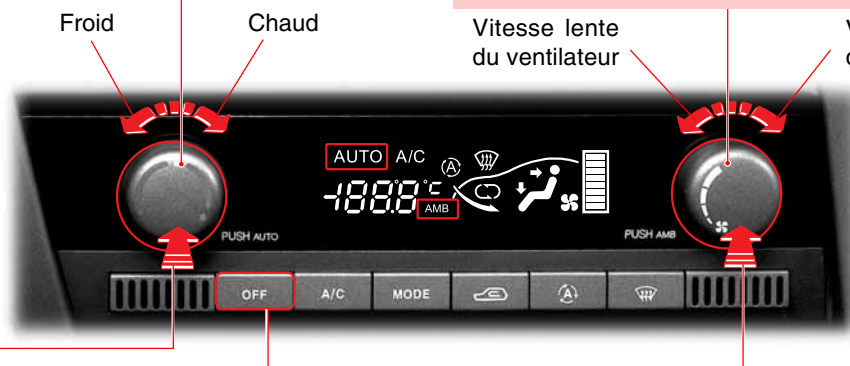 Froid
Chaud
Vitesse lente
du ventilateur
AUTO A/C
(A)
-188.8°C
AMB
PUSH AUTO
PUSH AMB
OFF
A/C
MODE
(A)